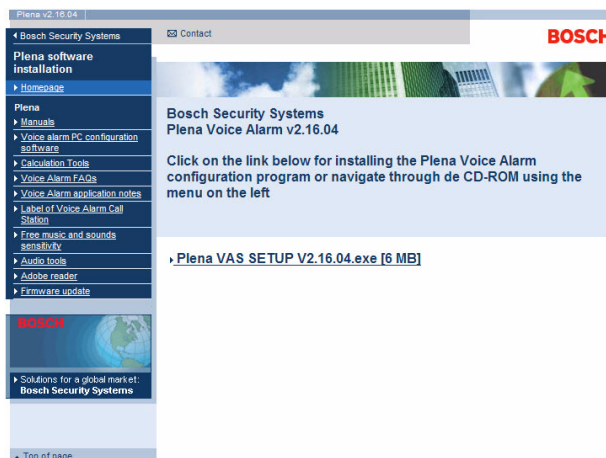 Plena v2.16.04
Bosch Security Systems
Contact
BOSCH
Plena software
installation
Homepage
Plena
Manuals
Voice alarm PC configuration
software
Calculation Tools
Voice Alarm FAQs
Voice Alarm application notes
Label of Voice Alarm Call
Station
Free music and sounds
sensitivity
Audio tools
Adobe reader
Firmware update
BOSCH
Solutions for a global market:
Bosch Security Systems
Top of page
Bosch Security Systems
Plena Voice Alarm v2.16.04
Click on the link below for installing the Plena Voice Alarm
configuration program or navigate through de CD-ROM using the
menu on the left
Plena VAS SETUP V2.16.04.exe [6 MB]